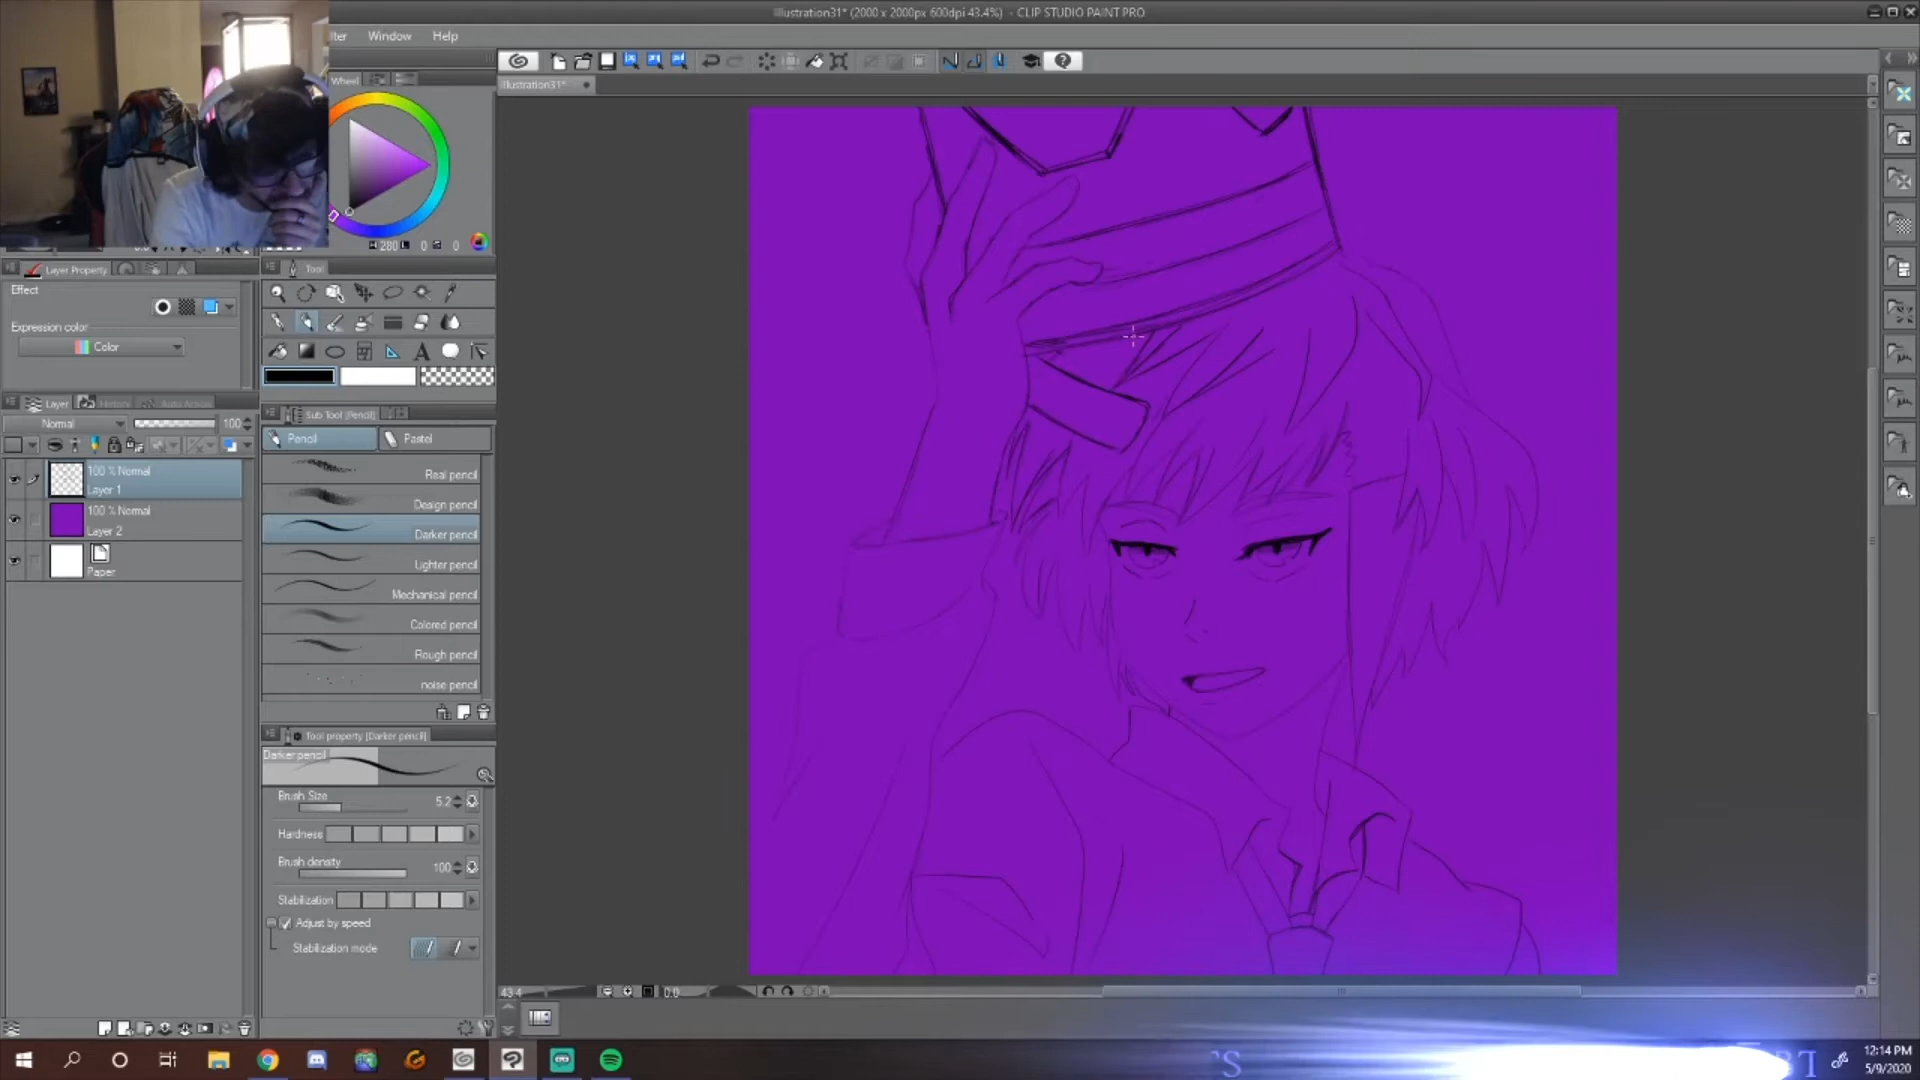 Illustration31* (2000 x 2000px 600dpi 43.4%) - CLIP STUDIO PAINT PRO
lter Window Help
Wheel
Illustration31*
280 0 0
Layer Property
Tool
Effect
Expression color
Color
Layer History Auto Action
Normal 100
100 % Normal
Layer 1
100 % Normal
Layer 2
Paper
Sub Tool [Pencil]
Pencil Pastel
Real pencil
Design pencil
Darker pencil
Lighter pencil
Mechanical pencil
Colored pencil
Rough pencil
noise pencil
Tool property [Darker pencil]
Darker pencil
Brush Size 5.2
Hardness
Brush density 100
Stabilization
Adjust by speed
Stabilization mode
43.4 0.0
12:14 PM
5/9/2020